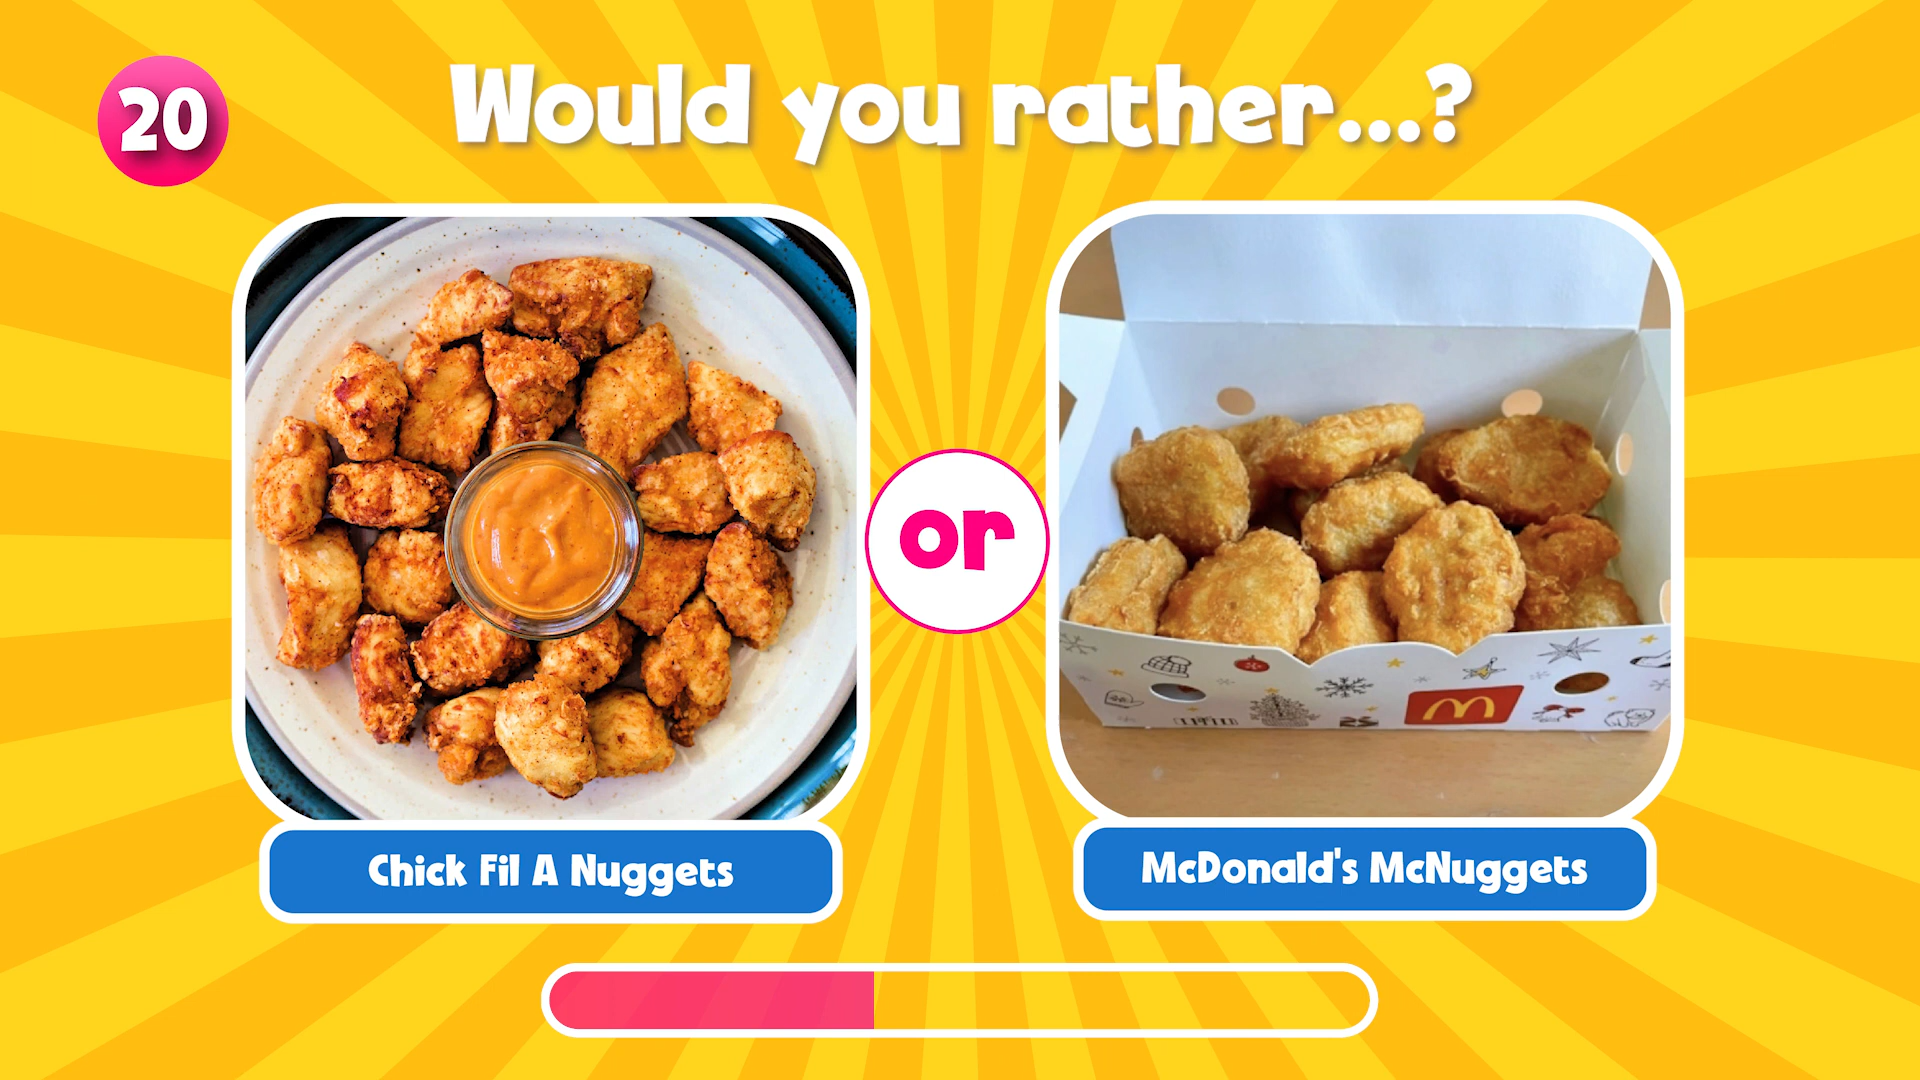 20
Would you rather...?
or
Chick Fil A Nuggets
McDonald's McNuggets